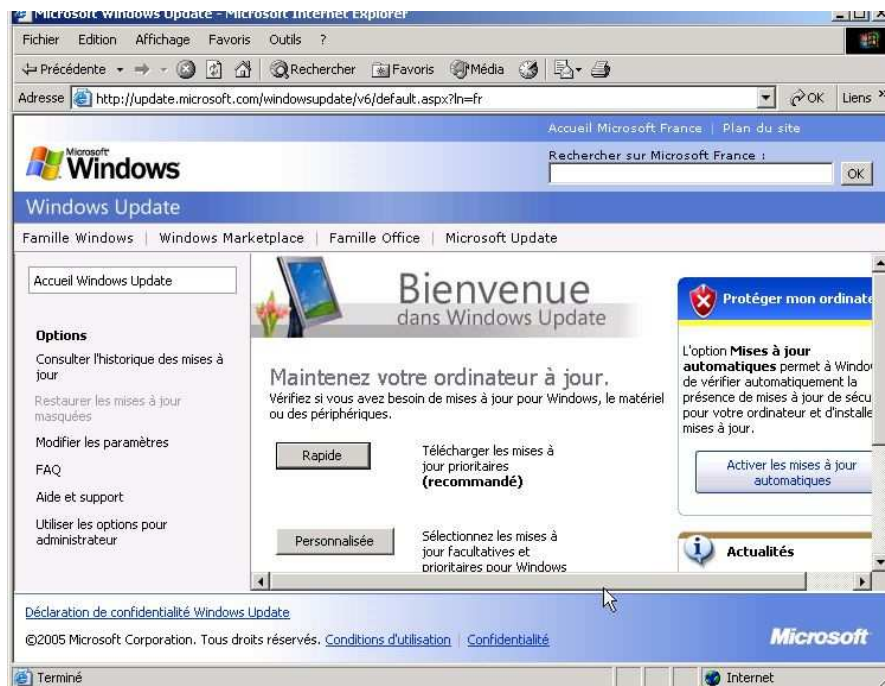 Microsoft Windows Update - Microsoft Internet Explorer
Fichier Edition Affichage Favoris Outils ?
Précédente Rechercher Favoris Média
Adresse http://update.microsoft.com/windowsupdate/v6/default.aspx?ln=fr OK Liens »
Accueil Microsoft France | Plan du site
Microsoft
Windows
Rechercher sur Microsoft France :
OK
Windows Update
Famille Windows | Windows Marketplace | Famille Office | Microsoft Update
Accueil Windows Update
Options
Consulter l'historique des mises à
jour
Restaurer les mises à jour
masquées
Modifier les paramètres
FAQ
Aide et support
Utiliser les options pour
administrateur
Bienvenue
dans Windows Update
Maintenez votre ordinateur à jour.
Vérifiez si vous avez besoin de mises à jour pour Windows, le matériel
ou des périphériques.
Rapide
Télécharger les mises à
jour prioritaires
(recommandé)
Personnalisée
Sélectionnez les mises à
jour facultatives et
prioritaires pour Windows
Protéger mon ordinate
L'option Mises à jour
automatiques permet à Windo
de vérifier automatiquement la
présence de mises à jour de sécu
pour votre ordinateur et d'installe
mises à jour.
Activer les mises à jour
automatiques
Actualités
Déclaration de confidentialité Windows Update
©2005 Microsoft Corporation. Tous droits réservés. Conditions d'utilisation | Confidentialité
Microsoft
Terminé
Internet